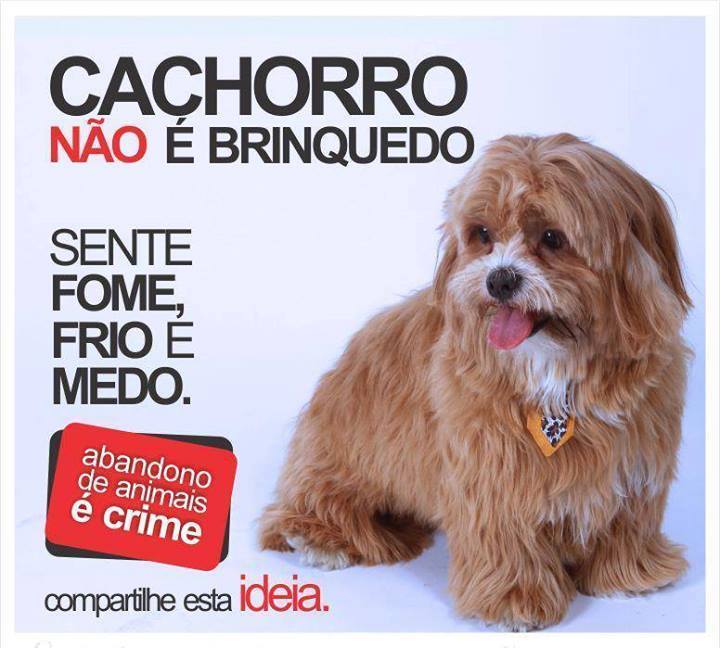 CACHORRO
NÃO É BRINQUEDO
SENTE
FOME,
FRIO E
MEDO.
abandono
de animais
é crime
compartilhe esta ideia.